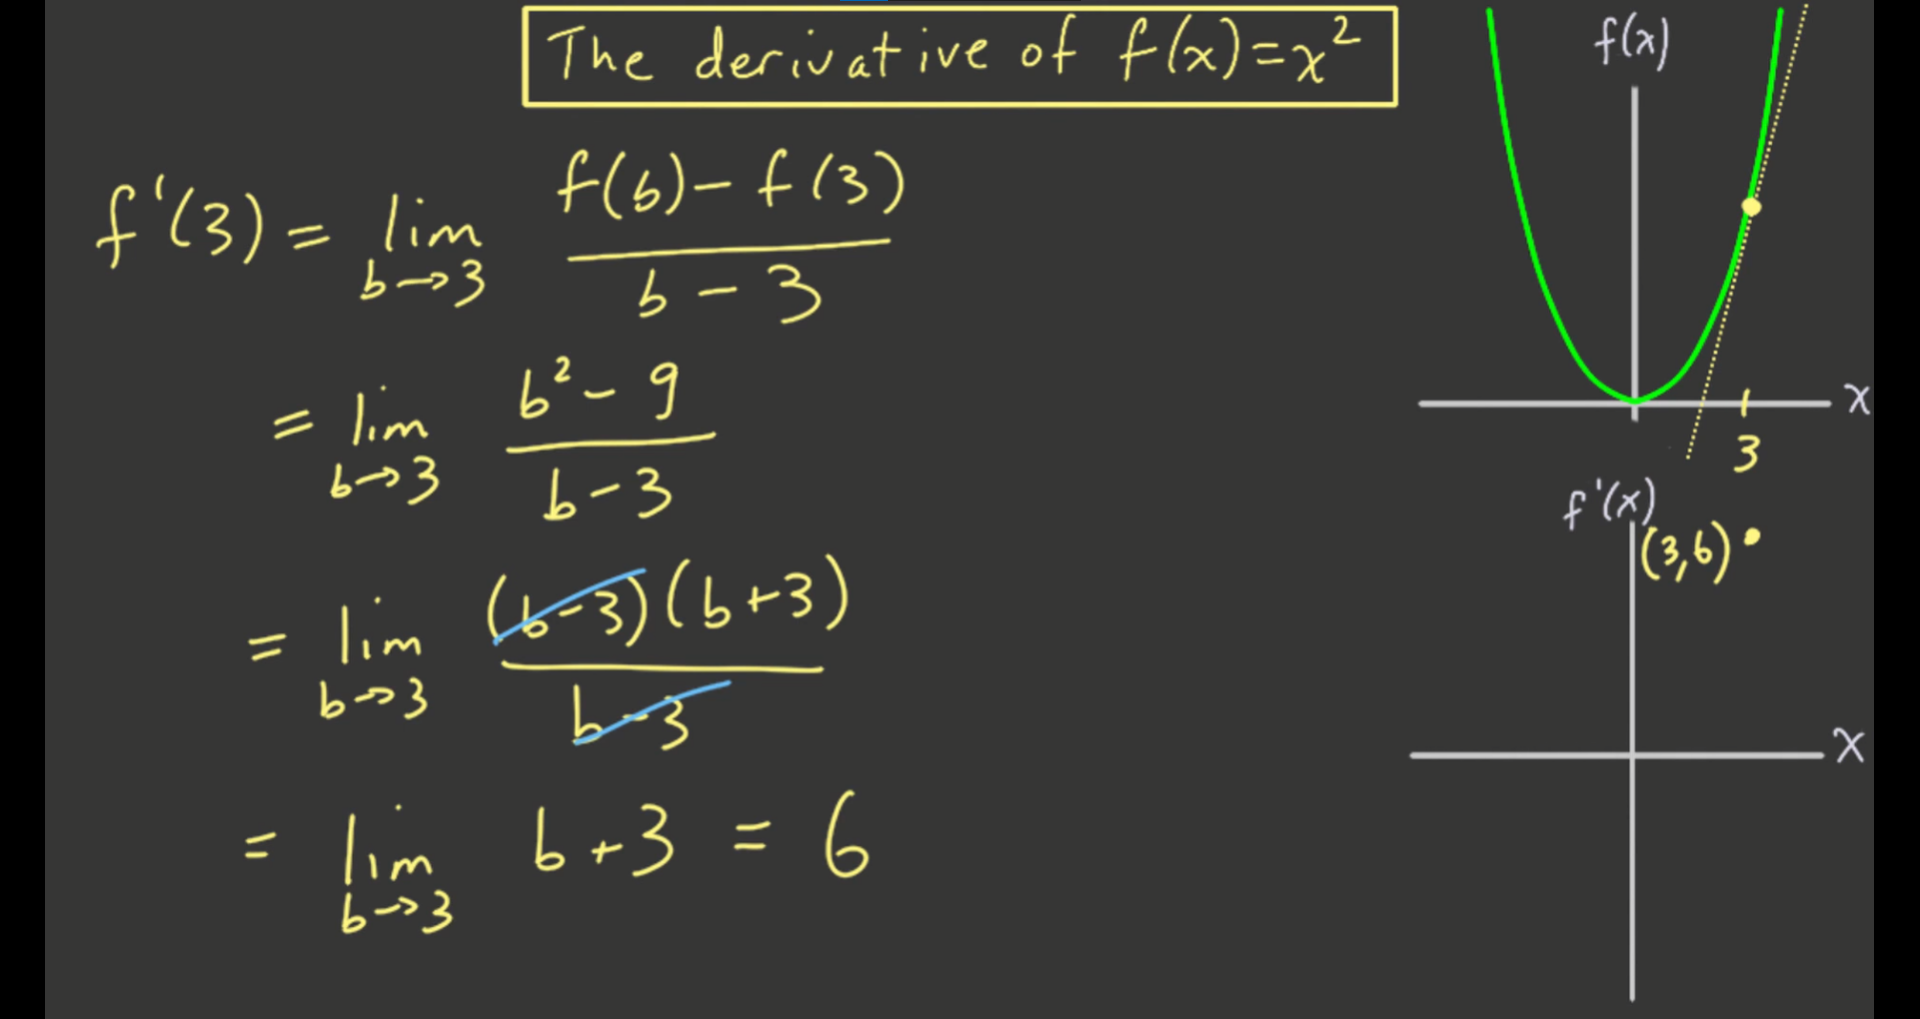 The derivative of f(x)=x²
f'(3) = lim b→3 f(b)-f(3) / b-3
= lim b→3 b²-9 / b-3
= lim b→3 (b-3)(b+3) / b-3
= lim b→3 b+3 = 6
f(x)
x
3
f'(x)
(3,6)
x